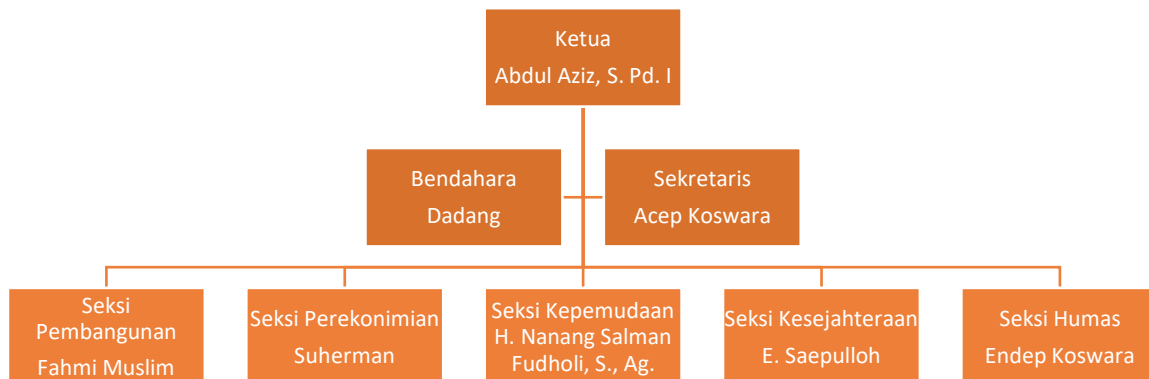 Ketua
Abdul Aziz, S. Pd. I
Bendahara
Dadang
Sekretaris
Acep Koswara
Seksi
Pembangunan
Fahmi Muslim
Seksi Perekonimian
Suherman
Seksi Kepemudaan
H. Nanang Salman
Fudholi, S., Ag.
Seksi Kesejahteraan
E. Saepulloh
Seksi Humas
Endep Koswara